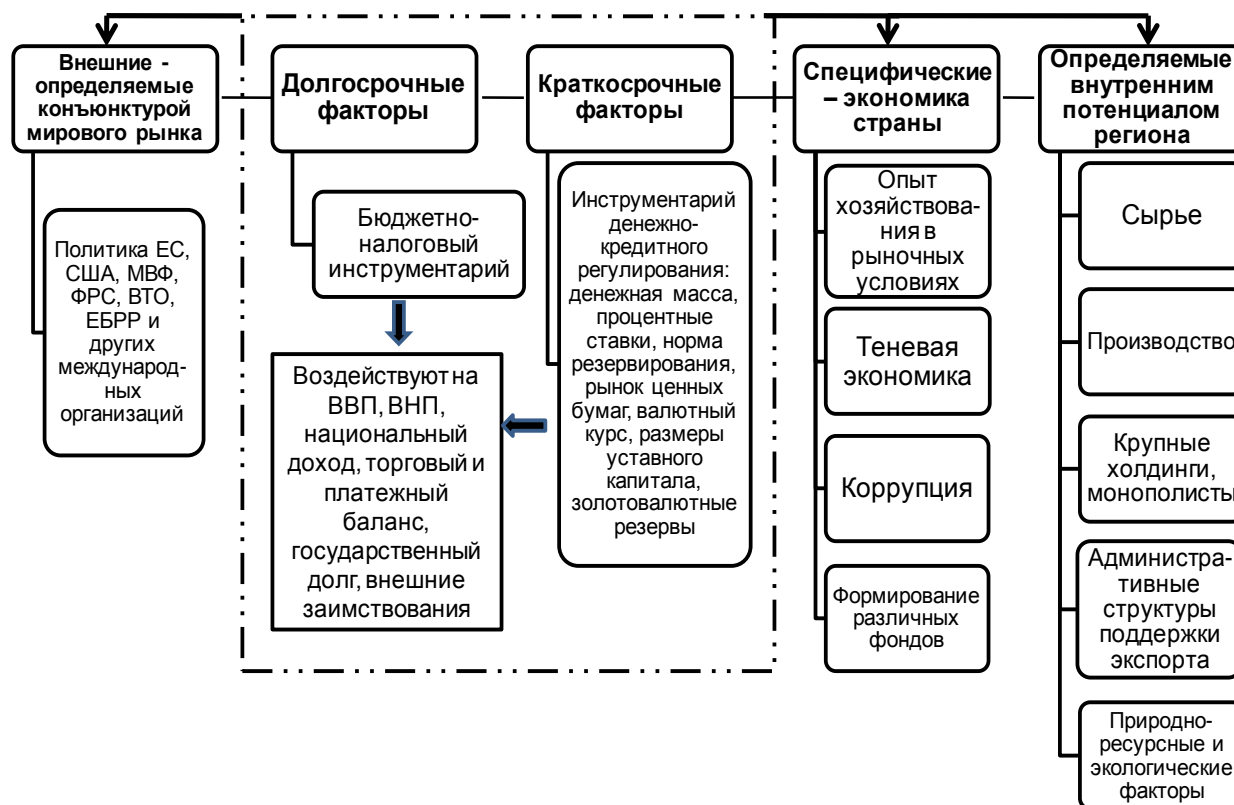 Внешние -
определяемые
конъюнктурой
мирового рынка
Политика ЕС,
США, МВФ,
ФРС, ВТО,
ЕБРР и
других
международ-
ных
организаций
Долгосрочные
факторы
Бюджетно-
налоговый
инструментарий
Воздействуют на
ВВП, ВНП,
национальный
доход, торговый и
платежный
баланс,
государственный
долг, внешние
заимствования
Краткосрочные
факторы
Инструментарий
денежно-
кредитного
регулирования:
денежная масса,
процентные
ставки, норма
резервирования,
рынок ценных
бумаг, валютный
курс, размеры
уставного
капитала,
золотовалютные
резервы
Специфические
– экономика
страны
Опыт
хозяйствова-
ния в
рыночных
условиях
Теневая
экономика
Коррупция
Формирование
различных
фондов
Определяемые
внутренним
потенциалом
региона
Сырье
Производство
Крупные
холдинги,
монополисты
Администра-
тивные
структуры
поддержки
экспорта
Природно-
ресурсные и
экологические
факторы